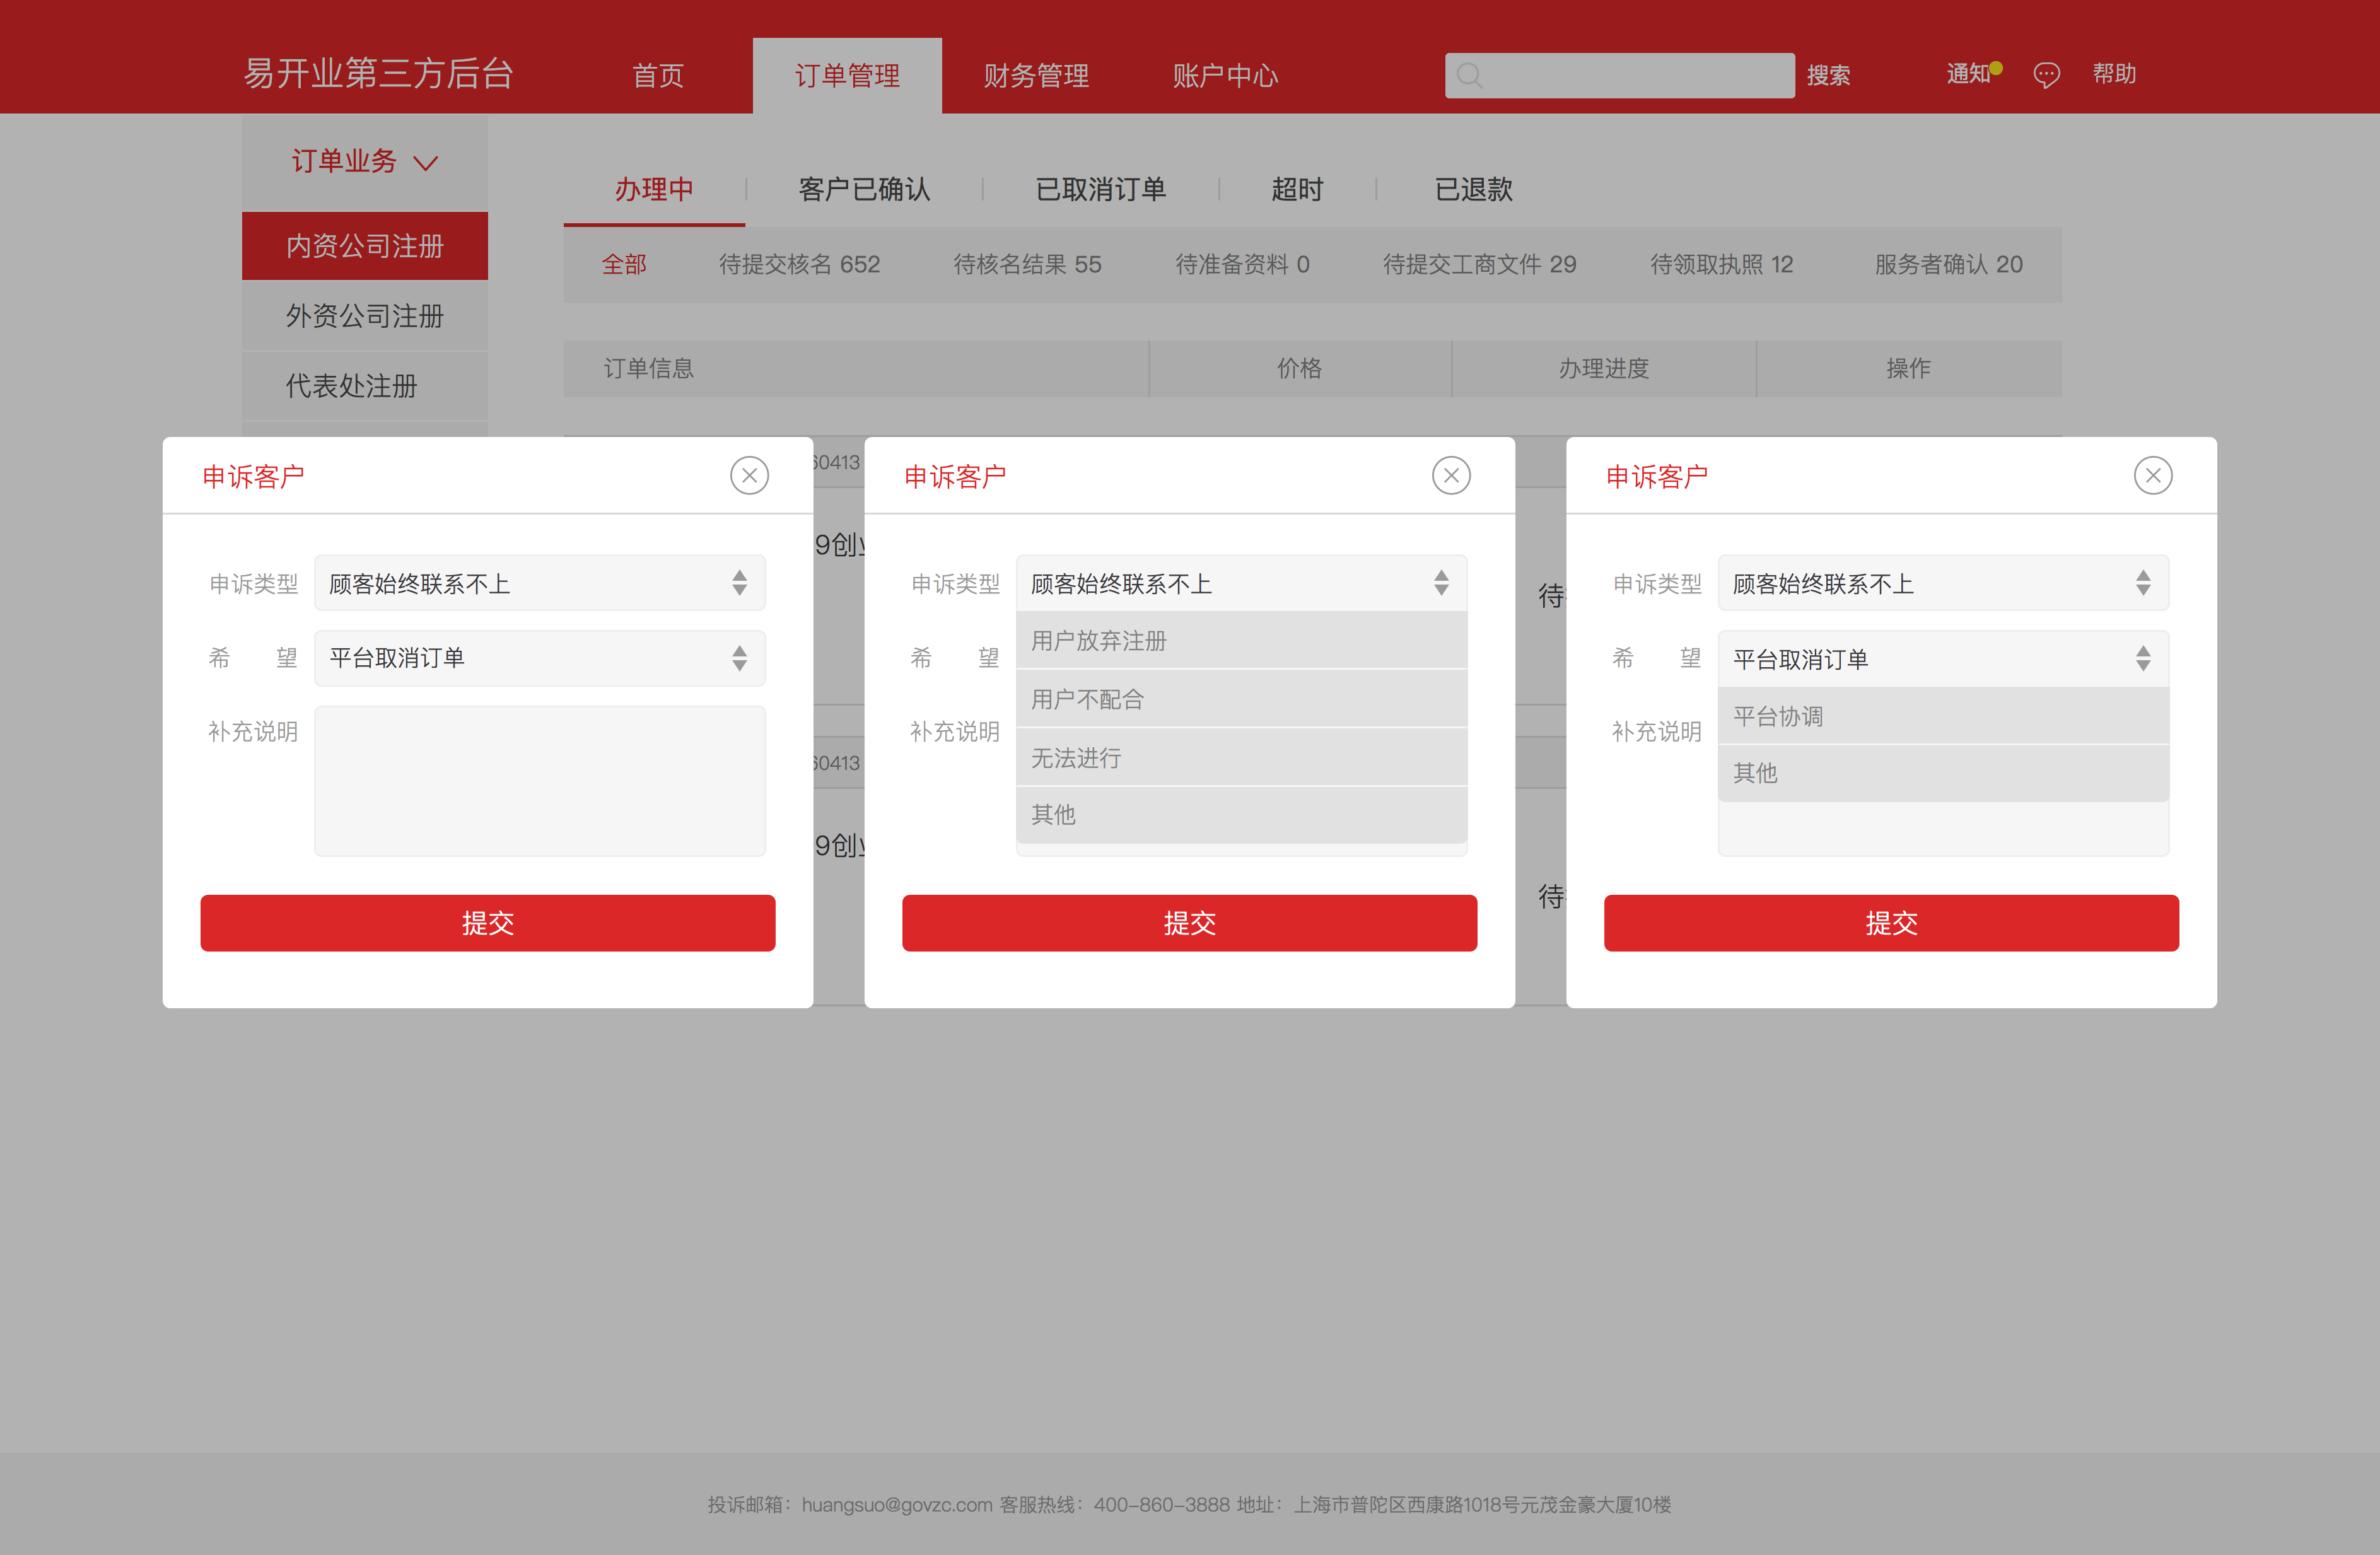 易开业第三方后台 首页 订单管理 财务管理 账户中心 搜索 通知 帮助
订单业务
内资公司注册
外资公司注册
代表处注册
办理中 客户已确认 已取消订单 超时 已退款
全部 待提交核名 652 待核名结果 55 待准备资料 0 待提交工商文件 29 待领取执照 12 服务者确认 20
订单信息 价格 办理进度 操作
60413
9创
待
60413
9创
待
申诉客户
申诉类型 顾客始终联系不上
希 望 平台取消订单
补充说明
提交
申诉客户
申诉类型 顾客始终联系不上
用户放弃注册
希 望
用户不配合
补充说明
无法进行
其他
提交
申诉客户
申诉类型 顾客始终联系不上
希 望 平台取消订单
平台协调
补充说明
其他
提交
投诉邮箱：huangsuo@govzc.com 客服热线：400-860-3888 地址：上海市普陀区西康路1018号元茂金豪大厦10楼